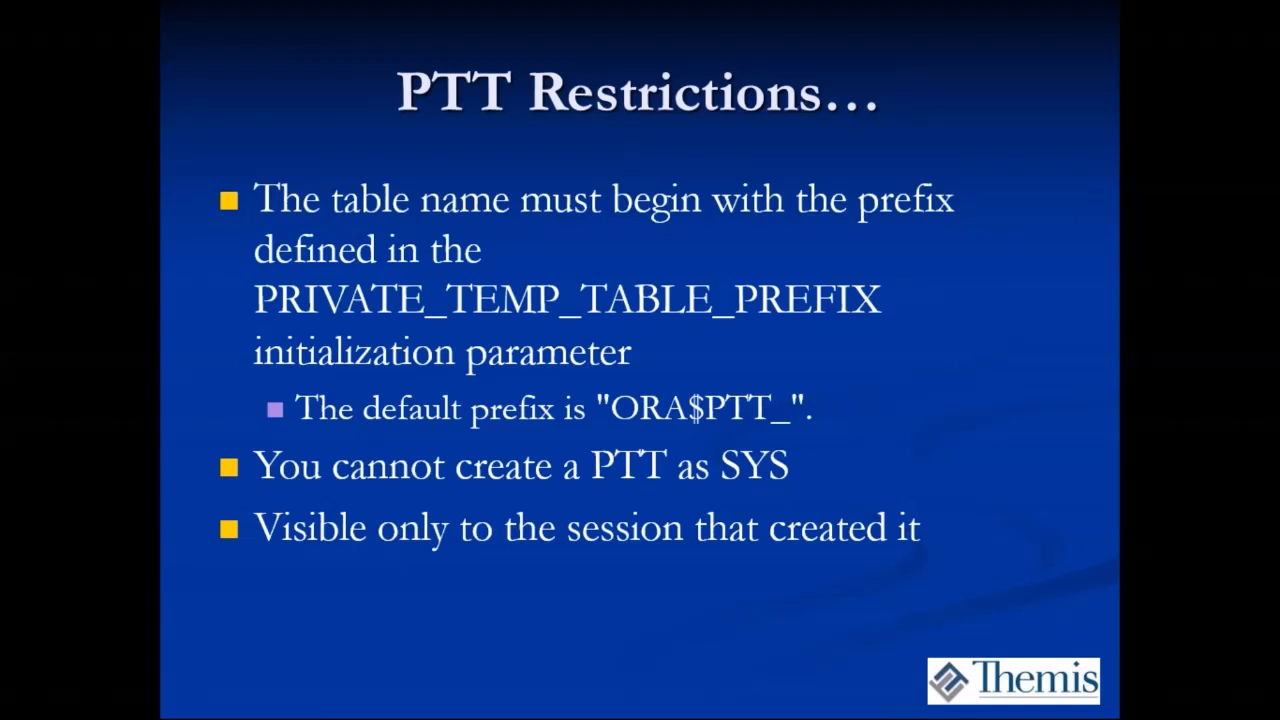 PTT Restrictions…
The table name must begin with the prefix
defined in the
PRIVATE_TEMP_TABLE_PREFIX
initialization parameter
The default prefix is "ORA$PTT_".
You cannot create a PTT as SYS
Visible only to the session that created it
Themis